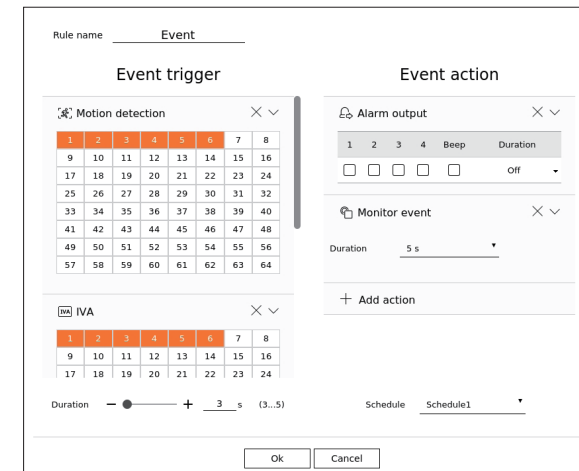 Rule name Event
Event trigger
Motion detection
1 2 3 4 5 6 7 8
9 10 11 12 13 14 15 16
17 18 19 20 21 22 23 24
25 26 27 28 29 30 31 32
33 34 35 36 37 38 39 40
41 42 43 44 45 46 47 48
49 50 51 52 53 54 55 56
57 58 59 60 61 62 63 64
IVA IVA
1 2 3 4 5 6 7 8
9 10 11 12 13 14 15 16
17 18 19 20 21 22 23 24
Duration 3 s (3...5)
Event action
Alarm output
1 2 3 4 Beep Duration
Off
Monitor event
Duration 5 s
+ Add action
Schedule Schedule1
Ok Cancel